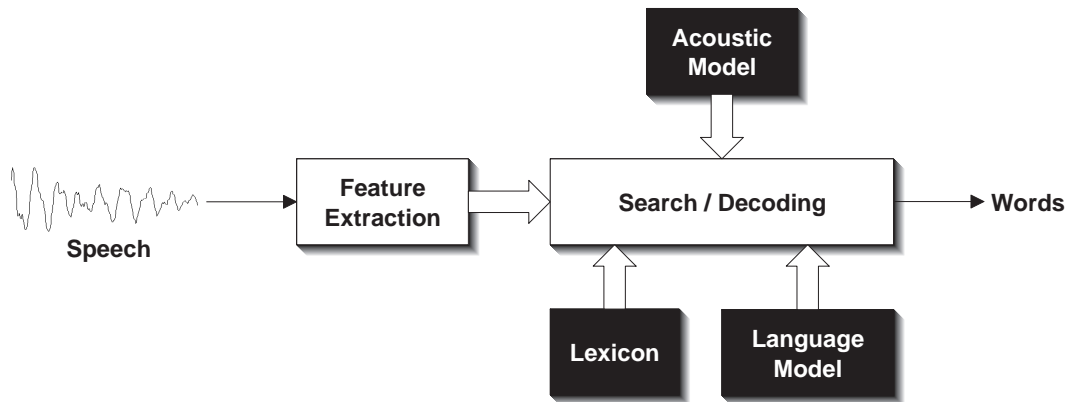 Acoustic
Model
Feature
Extraction
Search / Decoding
Words
Speech
Lexicon
Language
Model